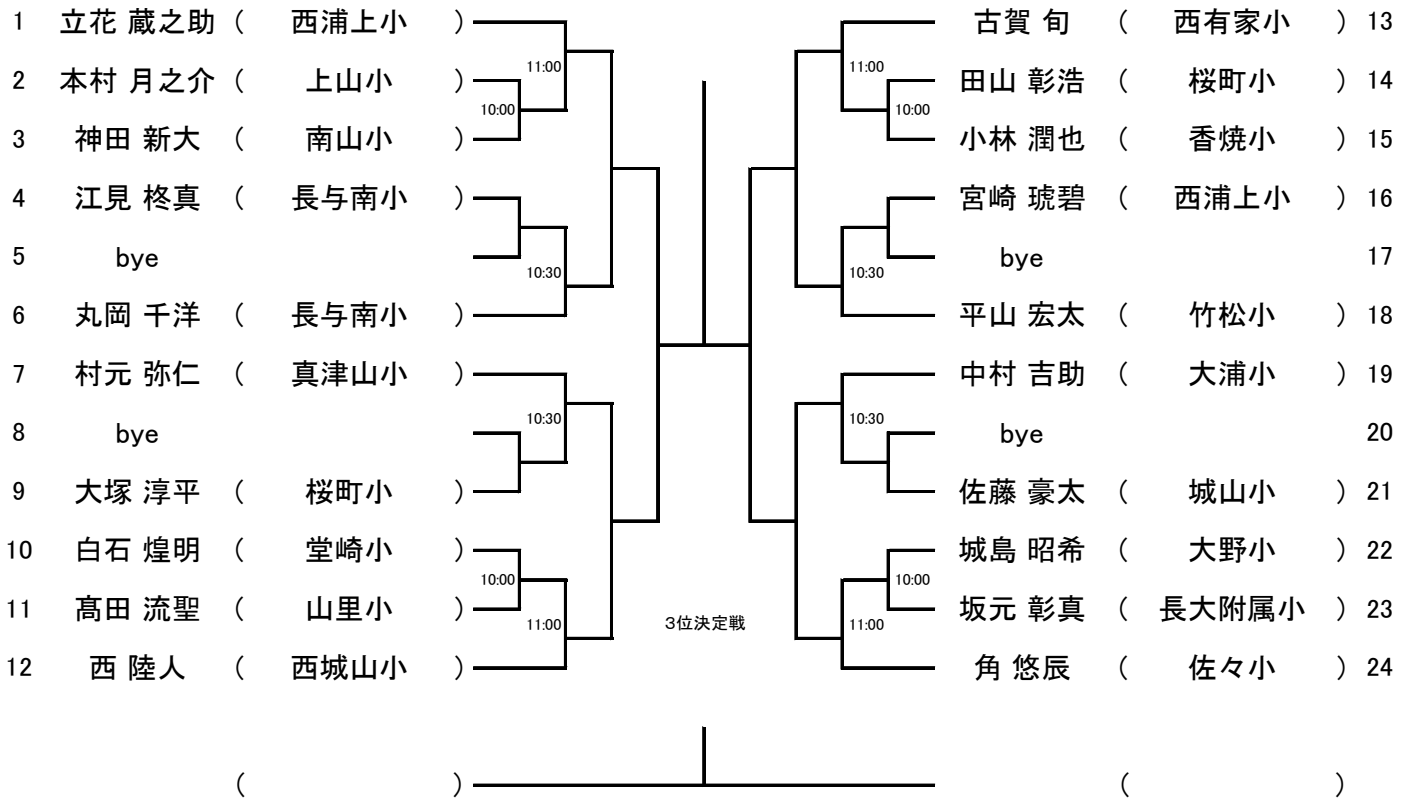 1 立花 蔵之助 ( 西浦上小 ) 古賀 旬 ( 西有家小 ) 13
11:00 11:00
2 本村 月之介 ( 上山小 ) 田山 彰浩 ( 桜町小 ) 14
10:00 10:00
3 神田 新大 ( 南山小 ) 小林 潤也 ( 香焼小 ) 15
4 江見 柊真 ( 長与南小 ) 宮崎 琥碧 ( 西浦上小 ) 16
5 bye bye 17
10:30 10:30
6 丸岡 千洋 ( 長与南小 ) 平山 宏太 ( 竹松小 ) 18
7 村元 弥仁 ( 真津山小 ) 中村 吉助 ( 大浦小 ) 19
10:30 10:30
8 bye bye 20
9 大塚 淳平 ( 桜町小 ) 佐藤 豪太 ( 城山小 ) 21
10 白石 煌明 ( 堂崎小 ) 城島 昭希 ( 大野小 ) 22
10:00 10:00
11 髙田 流聖 ( 山里小 ) 坂元 彰真 ( 長大附属小 ) 23
11:00 3位決定戦 11:00
12 西 陸人 ( 西城山小 ) 角 悠辰 ( 佐々小 ) 24
( ) ( )